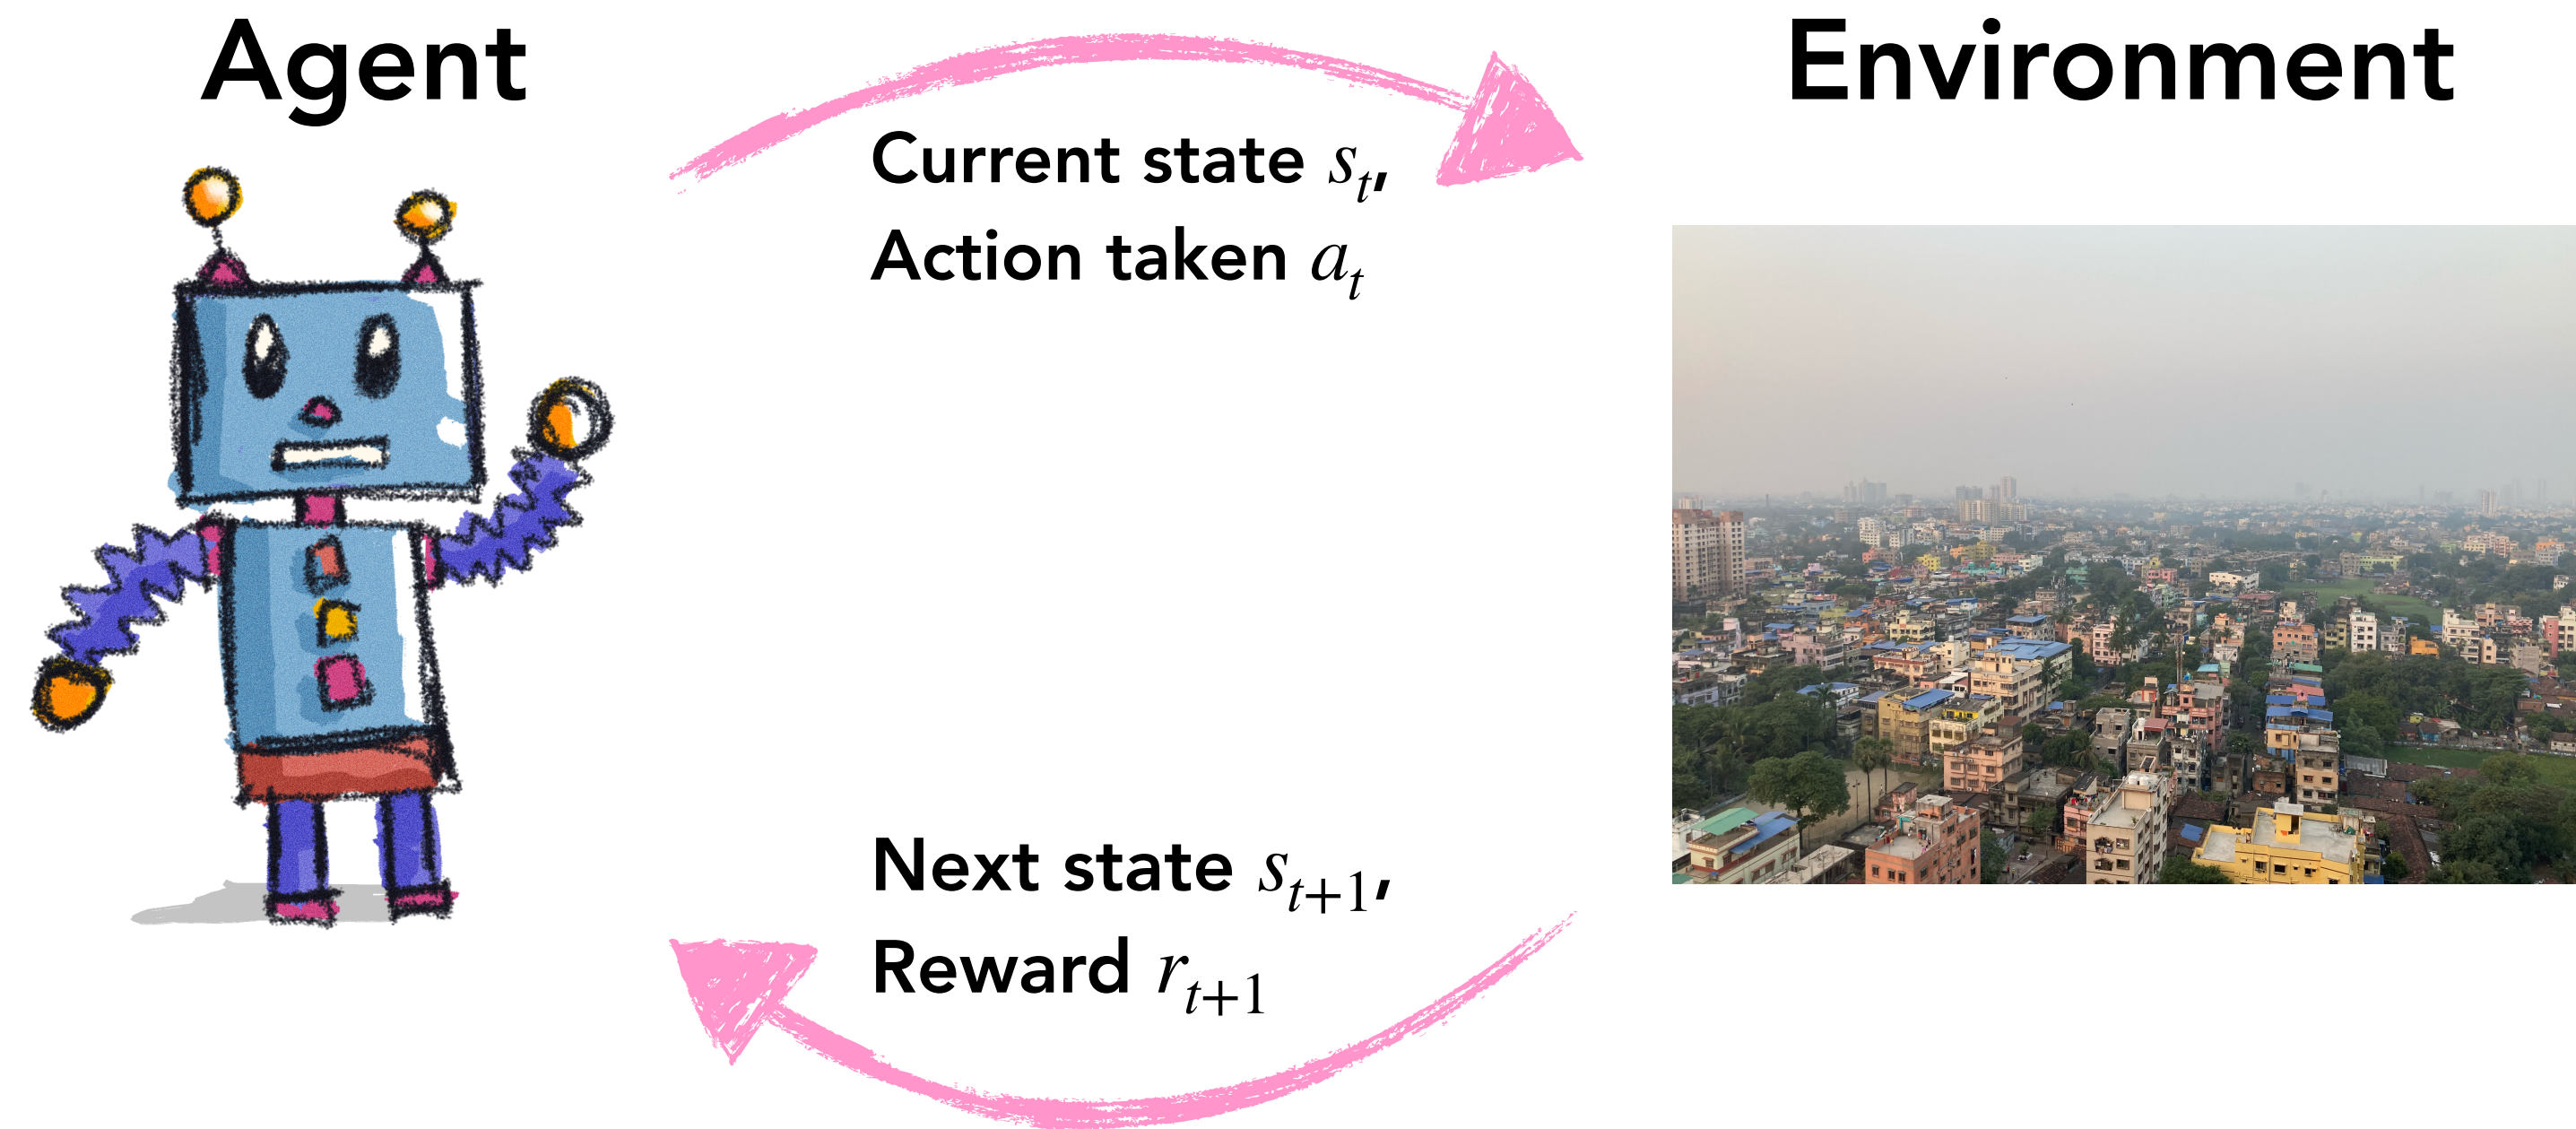 Agent
Environment
Current state s_t,
Action taken a_t
Next state s_{t+1},
Reward r_{t+1}